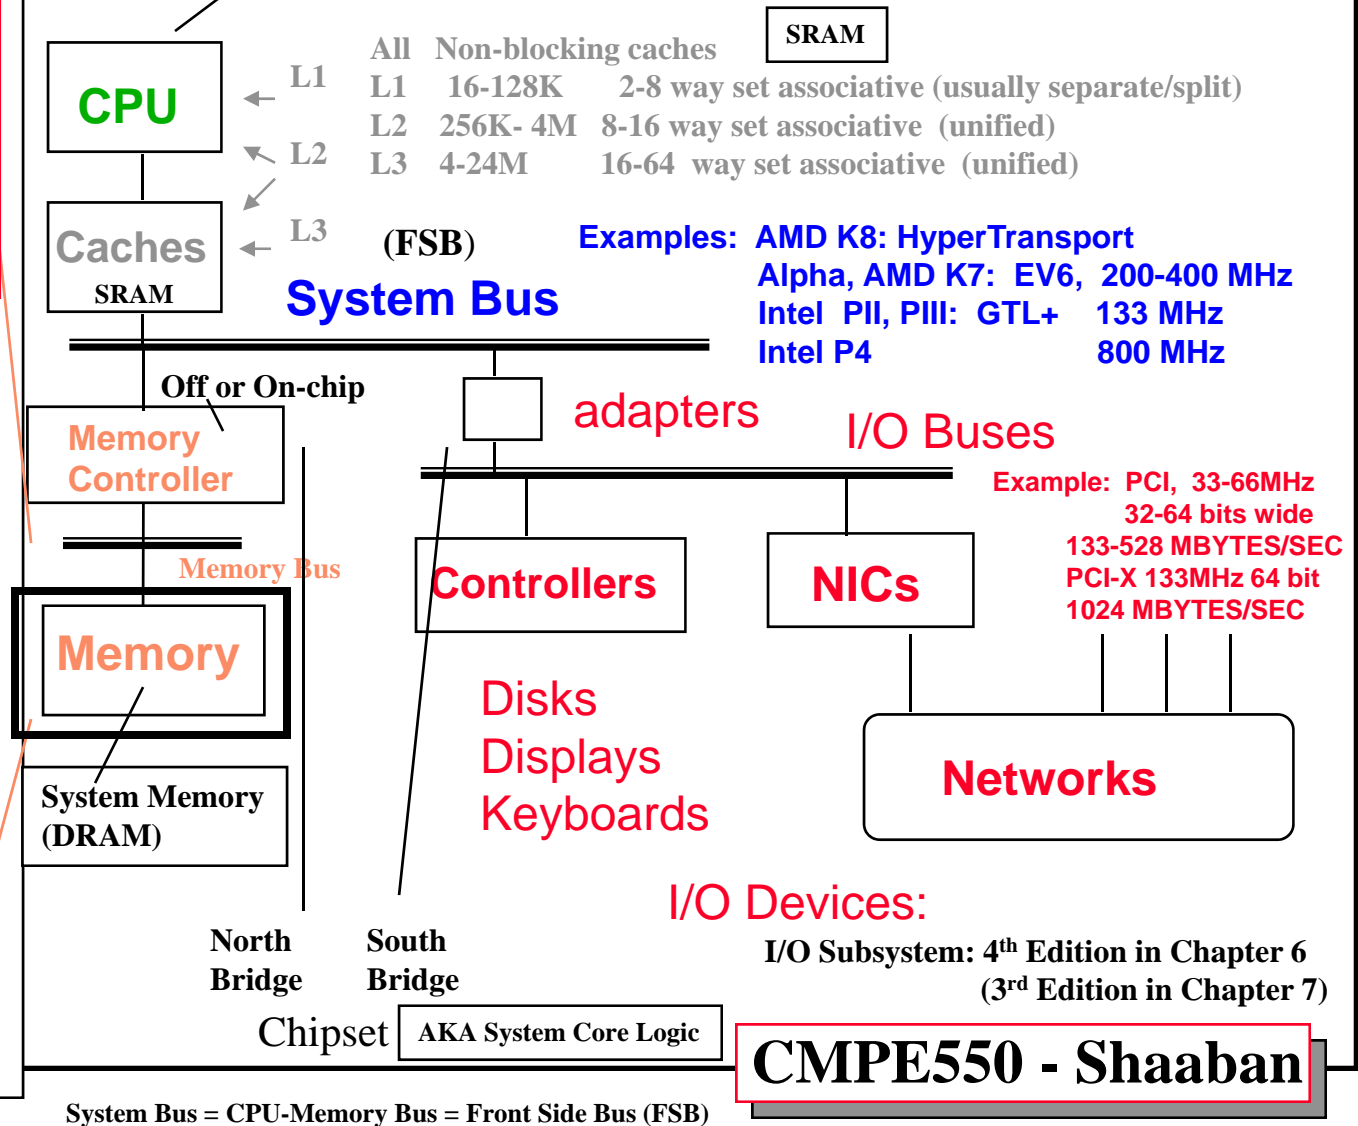 SRAM
All Non-blocking caches
L1 16-128K 2-8 way set associative (usually separate/split)
L2 256K- 4M 8-16 way set associative (unified)
L3 4-24M 16-64 way set associative (unified)
CPU
L1
L2
L3
Caches
SRAM
(FSB)
System Bus
Examples: AMD K8: HyperTransport
Alpha, AMD K7: EV6, 200-400 MHz
Intel PII, PIII: GTL+ 133 MHz
Intel P4 800 MHz
Off or On-chip
Memory
Controller
adapters
I/O Buses
Example: PCI, 33-66MHz
32-64 bits wide
133-528 MBYTES/SEC
PCI-X 133MHz 64 bit
1024 MBYTES/SEC
Memory Bus
Controllers
NICs
Memory
Disks
Displays
Keyboards
Networks
System Memory
(DRAM)
I/O Devices:
North
Bridge
South
Bridge
I/O Subsystem: 4th Edition in Chapter 6
(3rd Edition in Chapter 7)
Chipset
AKA System Core Logic
CMPE550 - Shaaban
System Bus = CPU-Memory Bus = Front Side Bus (FSB)